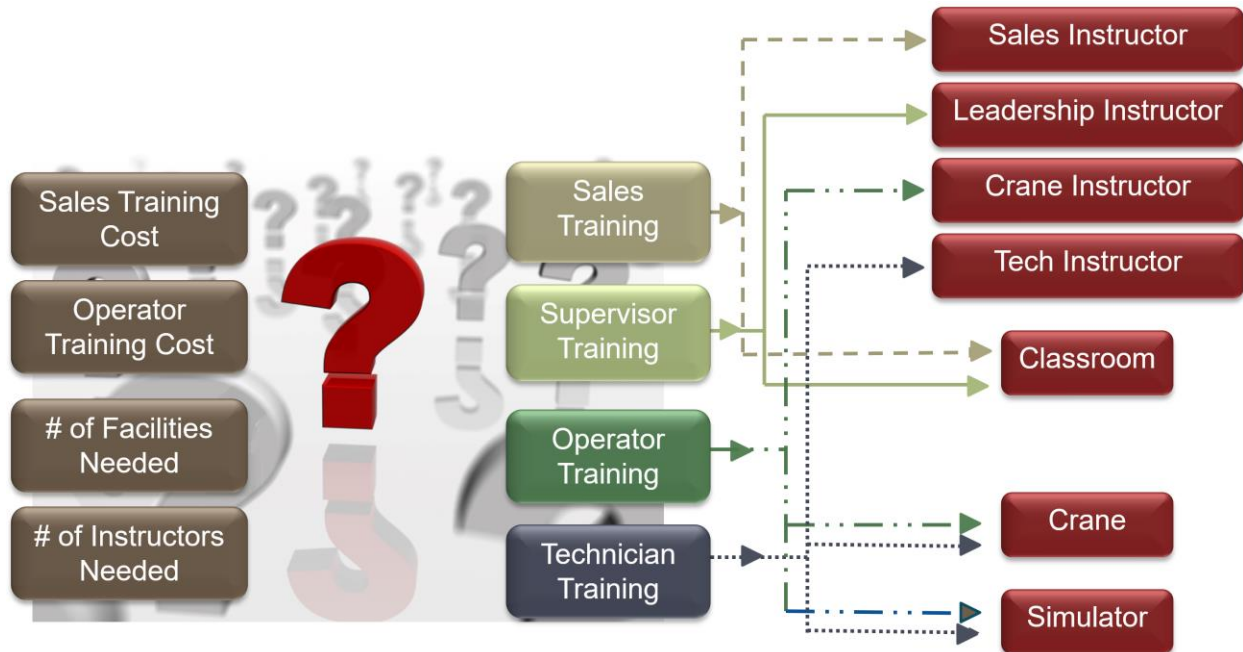 Sales Training
Cost
Operator
Training Cost
# of Facilities
Needed
# of Instructors
Needed
Sales
Training
Supervisor
Training
Operator
Training
Technician
Training
Sales Instructor
Leadership Instructor
Crane Instructor
Tech Instructor
Classroom
Crane
Simulator